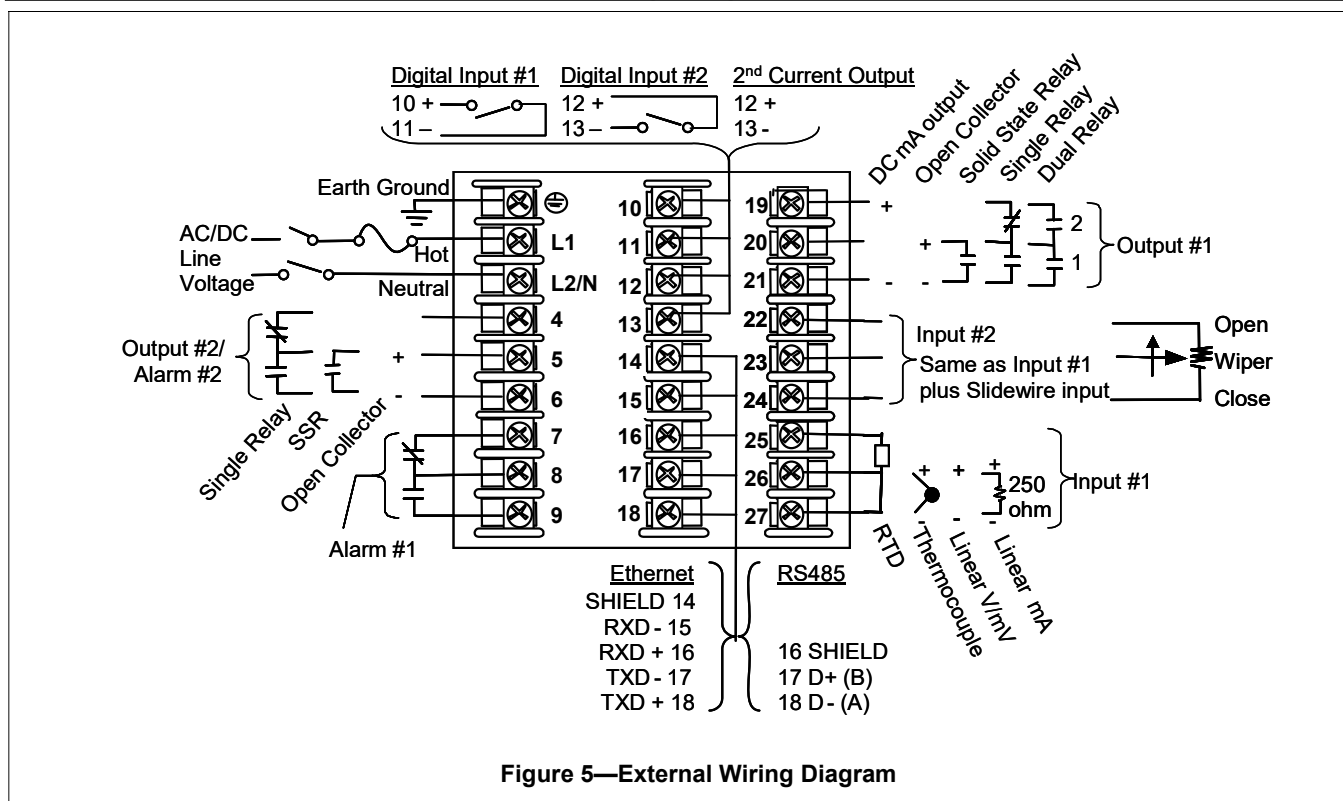 Digital Input #1
10 +
11 –
Digital Input #2
12 +
13 –
2nd Current Output
12 +
13 -
DC mA output
Open Collector
Solid State Relay
Single Relay
Dual Relay
Earth Ground
AC/DC
Line
Voltage
Hot
Neutral
L1
L2/N
4
5
6
7
8
9
10
11
12
13
14
15
16
17
18
19
20
21
22
23
24
25
26
27
+
-
+
-
2
1
Output #1
Output #2/
Alarm #2
+
-
Single Relay
SSR
Open Collector
Alarm #1
Input #2
Same as Input #1
plus Slidewire input
Open
Wiper
Close
+
-
+
-
+
-
250
ohm
Input #1
RTD
Thermocouple
Linear V/mV
Linear mA
Ethernet
SHIELD 14
RXD - 15
RXD + 16
TXD - 17
TXD + 18
RS485
16 SHIELD
17 D+ (B)
18 D - (A)
Figure 5—External Wiring Diagram